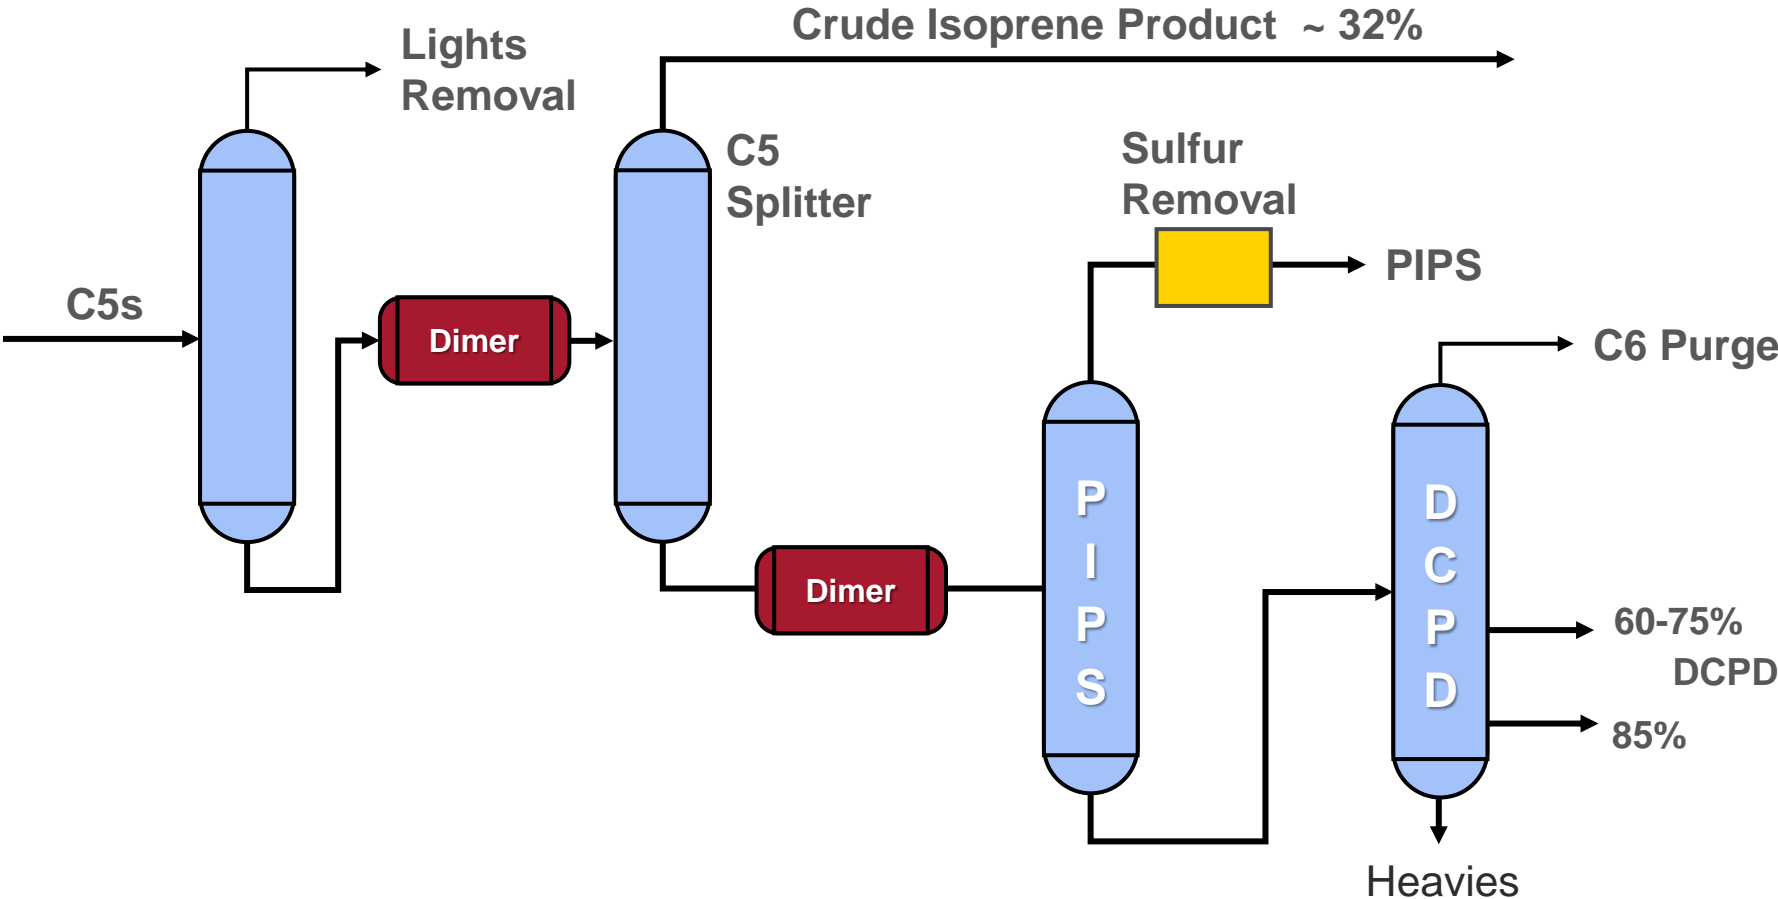 Crude Isoprene Product ~ 32%
Lights
Removal
C5
Splitter
Sulfur
Removal
PIPS
C5s
Dimer
C6 Purge
P
I
P
S
D
C
P
D
Dimer
60-75%
DCPD
85%
Heavies